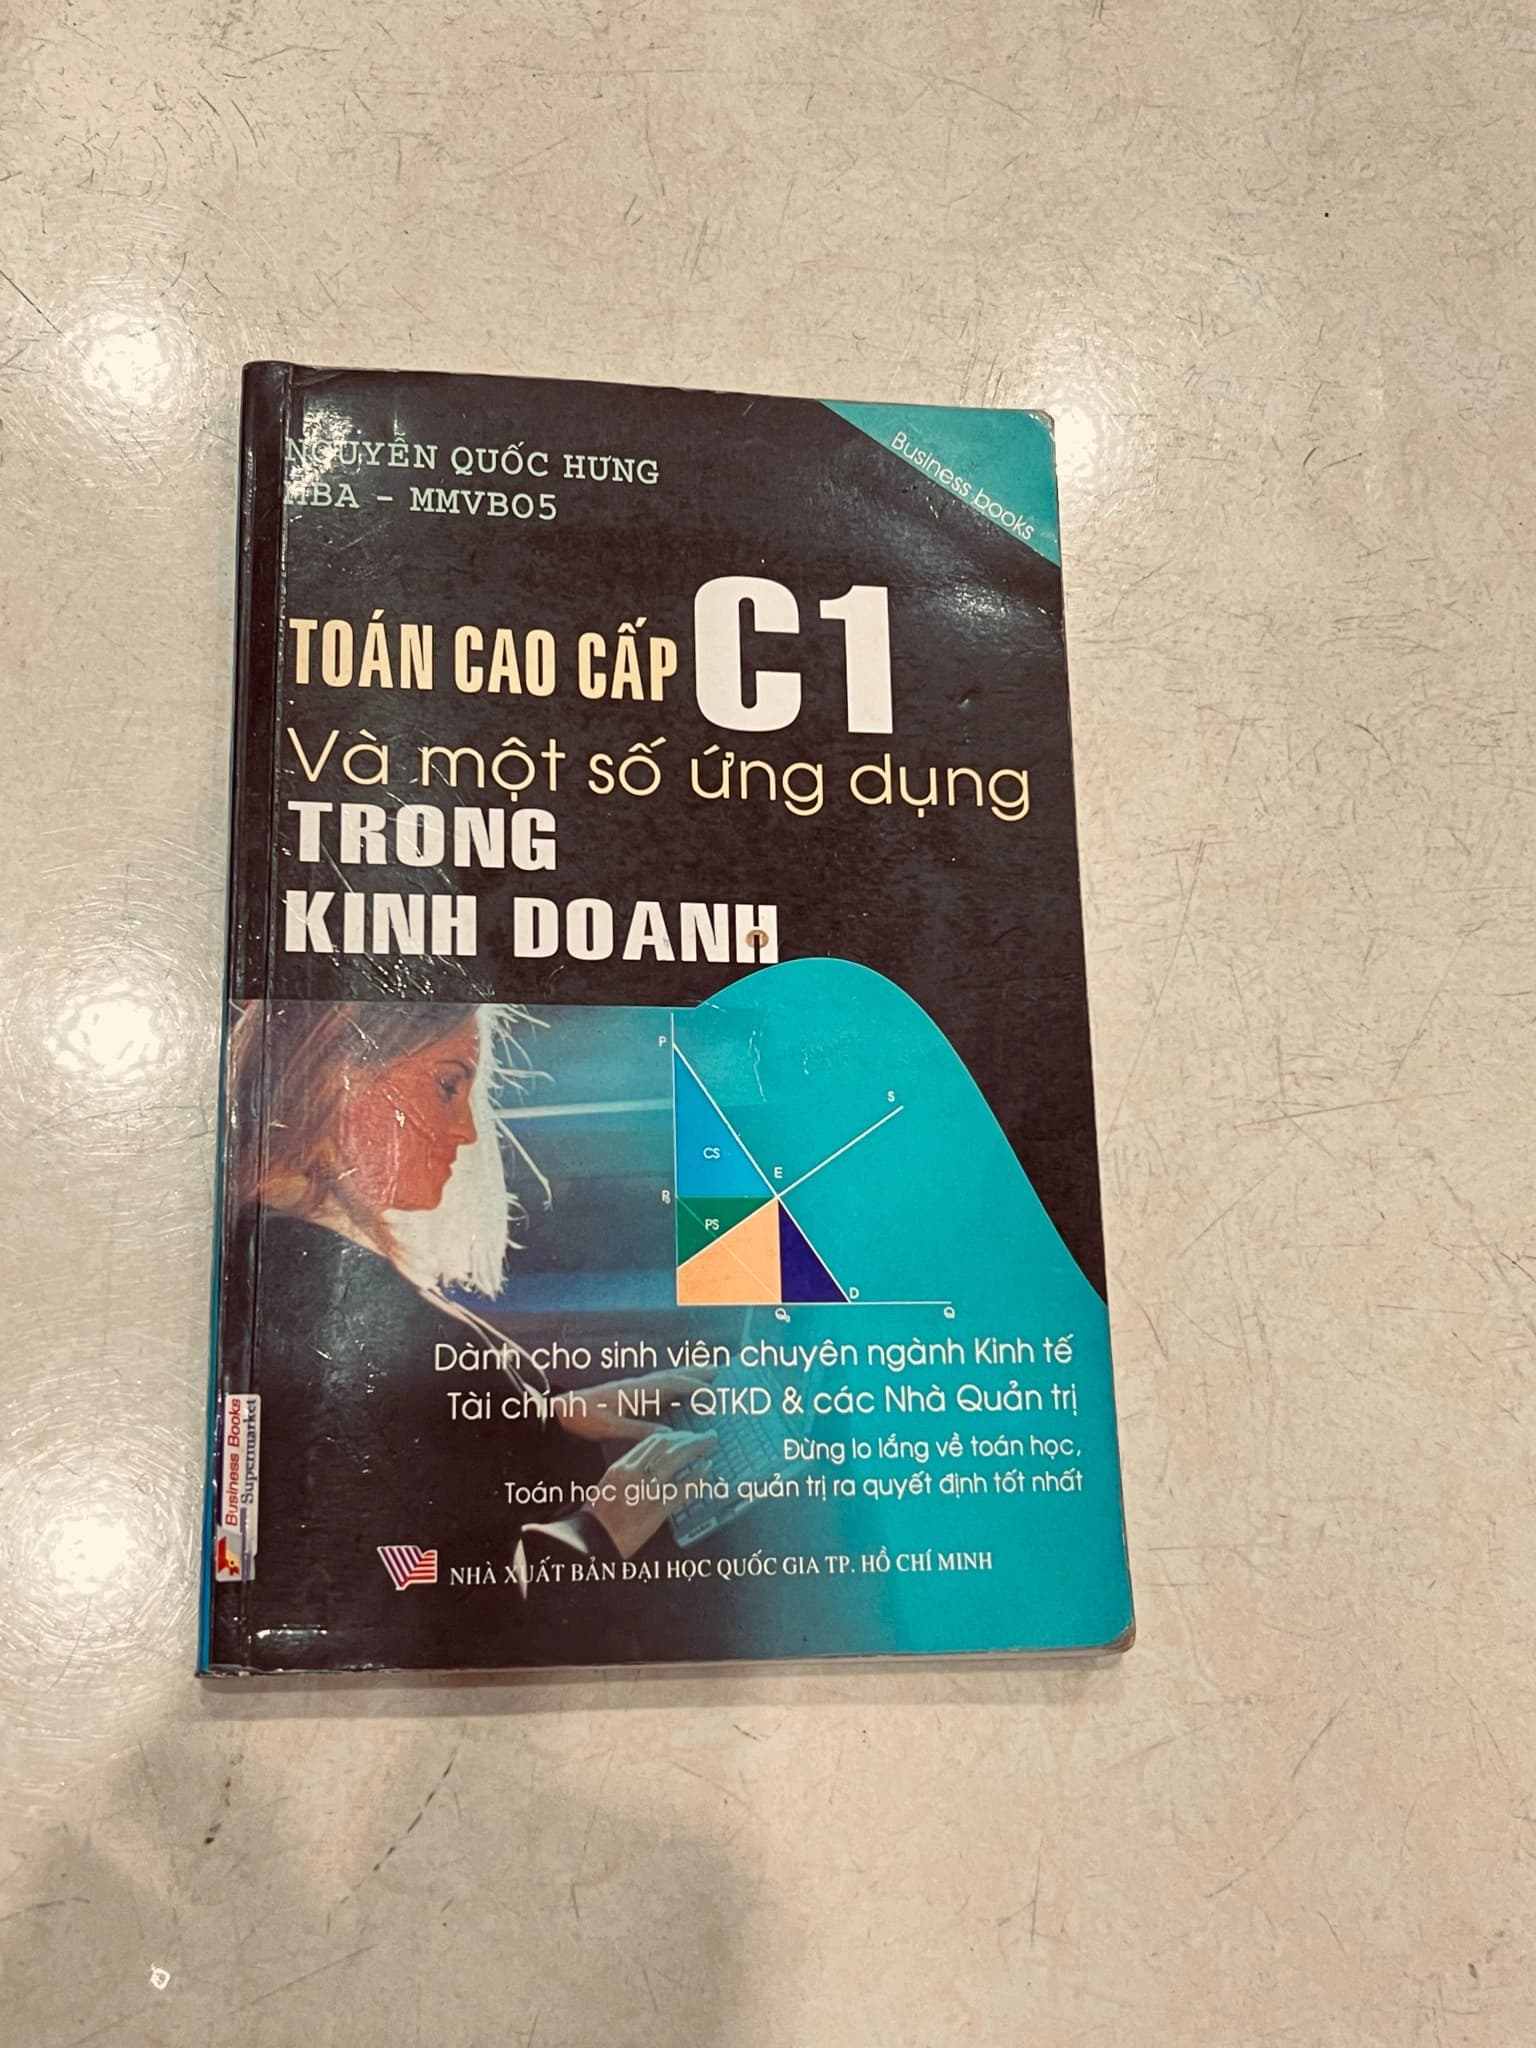 NGUYỄN QUỐC HƯNG
MBA - MMVBO5
Business books
TOÁN CAO CẤP C1
Và một số ứng dụng
TRONG
KINH DOANH
P
S
CS
E
P0
PS
D
Q0
Q
Dành cho sinh viên chuyên ngành Kinh tế
Tài chính - NH - QTKD & các Nhà Quản trị
Đừng lo lắng về toán học,
Toán học giúp nhà quản trị ra quyết định tốt nhất
Business Books
Supermarket
NHÀ XUẤT BẢN ĐẠI HỌC QUỐC GIA TP. HỒ CHÍ MINH